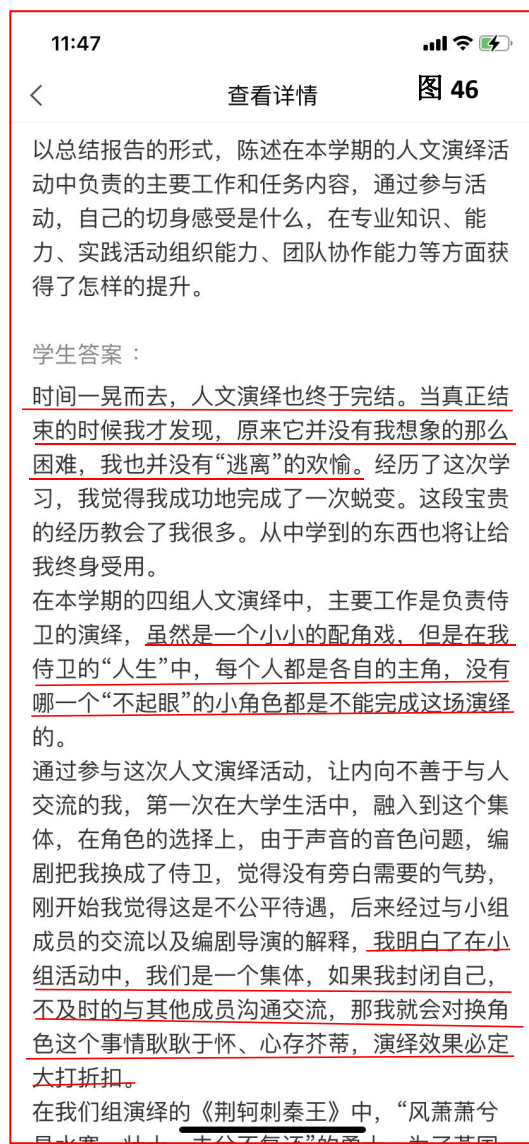 11:47
查看详情
图 46
以总结报告的形式，陈述在本学期的人文演绎活
动中负责的主要工作和任务内容，通过参与活
动，自己的切身感受是什么，在专业知识、能
力、实践活动组织能力、团队协作能力等方面获
得了怎样的提升。
学生答案：
时间一晃而去，人文演绎也终于完结。当真正结
束的时候我才发现，原来它并没有我想象的那么
困难，我也并没有“逃离”的欢愉。经历了这次学
习，我觉得我成功地完成了一次蜕变。这段宝贵
的经历教会了我很多。从中学到的东西也将让给
我终身受用。
在本学期的四组人文演绎中，主要工作是负责侍
卫的演绎，虽然是一个小小的配角戏，但是在我
侍卫的“人生”中，每个人都是各自的主角，没有
哪一个“不起眼”的小角色都是不能完成这场演绎
的。
通过参与这次人文演绎活动，让内向不善于与人
交流的我，第一次在大学生活中，融入到这个集
体，在角色的选择上，由于声音的音色问题，编
剧把我换成了侍卫，觉得没有旁白需要的气势，
刚开始我觉得这是不公平待遇，后来经过与小组
成员的交流以及编剧导演的解释，我明白了在小
组活动中，我们是一个集体，如果我封闭自己，
不及时的与其他成员沟通交流，那我就会对换角
色这个事情耿耿于怀、心存芥蒂，演绎效果必定
大打折扣。
在我们组演绎的《荆轲刺秦王》中，“风萧萧兮